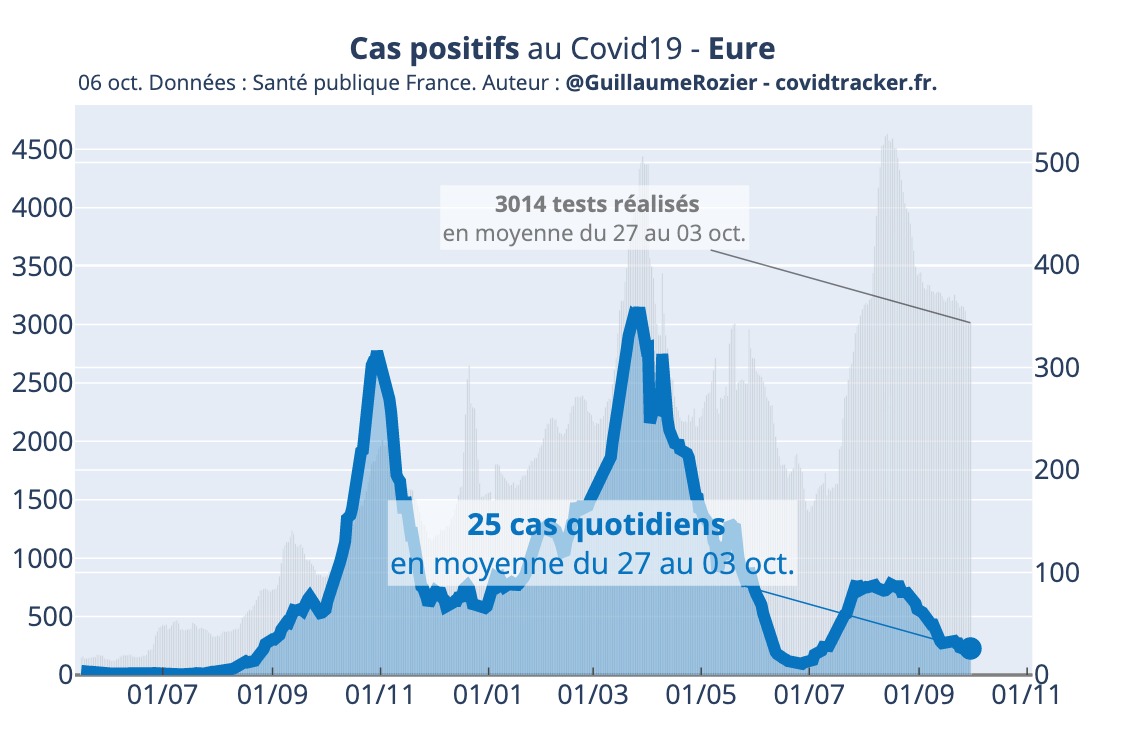 Cas positifs au Covid19 - Eure
06 oct. Données : Santé publique France. Auteur : @GuillaumeRozier - covidtracker.fr.
4500
4000
3500
3000
2500
2000
1500
1000
500
0
500
400
300
200
100
0
3014 tests réalisés
en moyenne du 27 au 03 oct.
25 cas quotidiens
en moyenne du 27 au 03 oct.
01/07 01/09 01/11 01/01 01/03 01/05 01/07 01/09 01/11